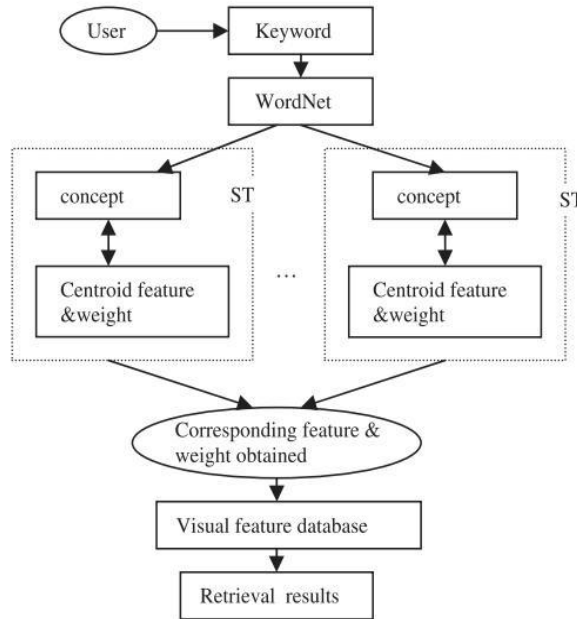 User
Keyword
WordNet
concept
ST
concept
ST
Centroid feature
&weight
...
Centroid feature
&weight
Corresponding feature &
weight obtained
Visual feature database
Retrieval results